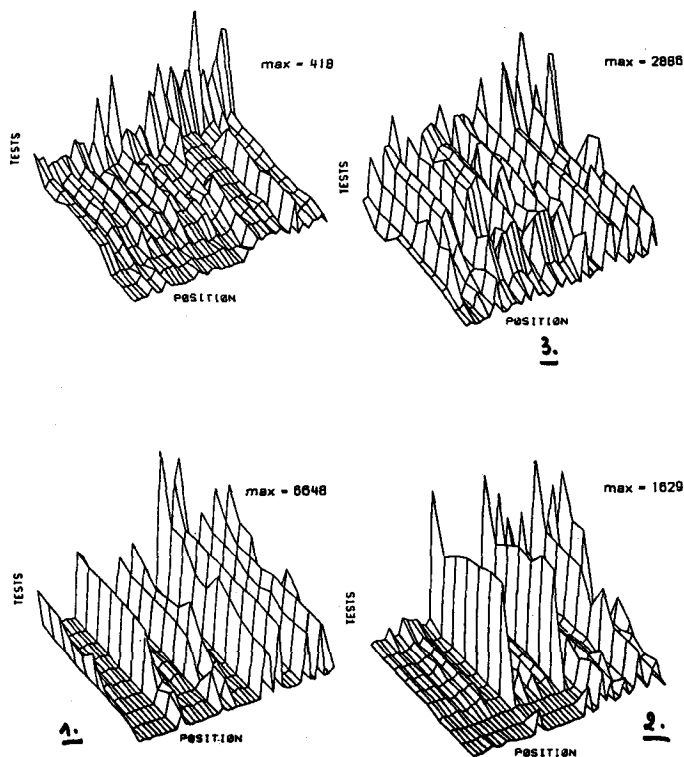 max = 418
TESTS
POSITION
max = 2886
TESTS
POSITION
3.
max = 6648
TESTS
POSITION
1.
max = 1629
TESTS
POSITION
2.